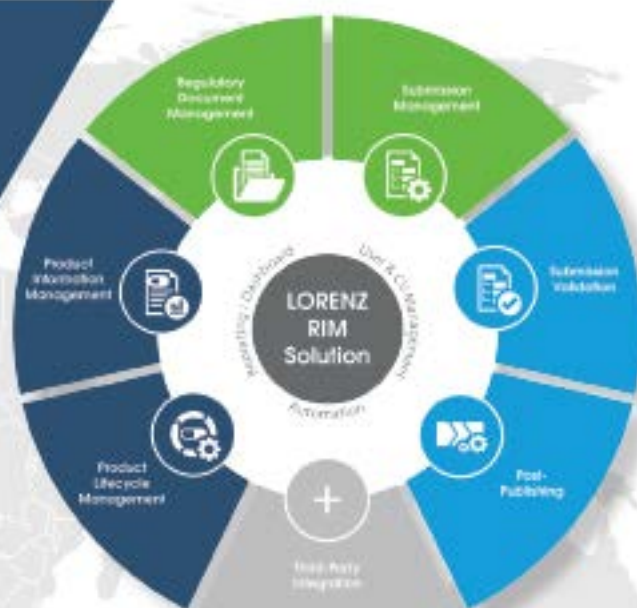 Regulatory
Document
Management
Submission
Management
Product
Information
Management
Submission
Validation
Reporting / Dashboard
User & CV Management
LORENZ
RIM
Solution
Automation
Product
Lifecycle
Management
Post-
Publishing
Third-Party
Integration